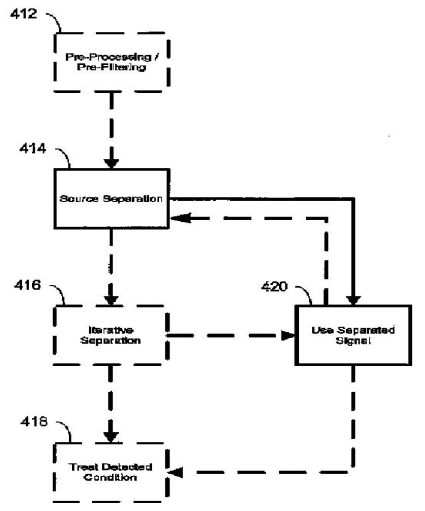 412
Pre-Processing /
Pre-Filtering
414
Source Separation
416
Iterative
Separation
420
Use Separated
Signal
418
Treat Detected
Condition